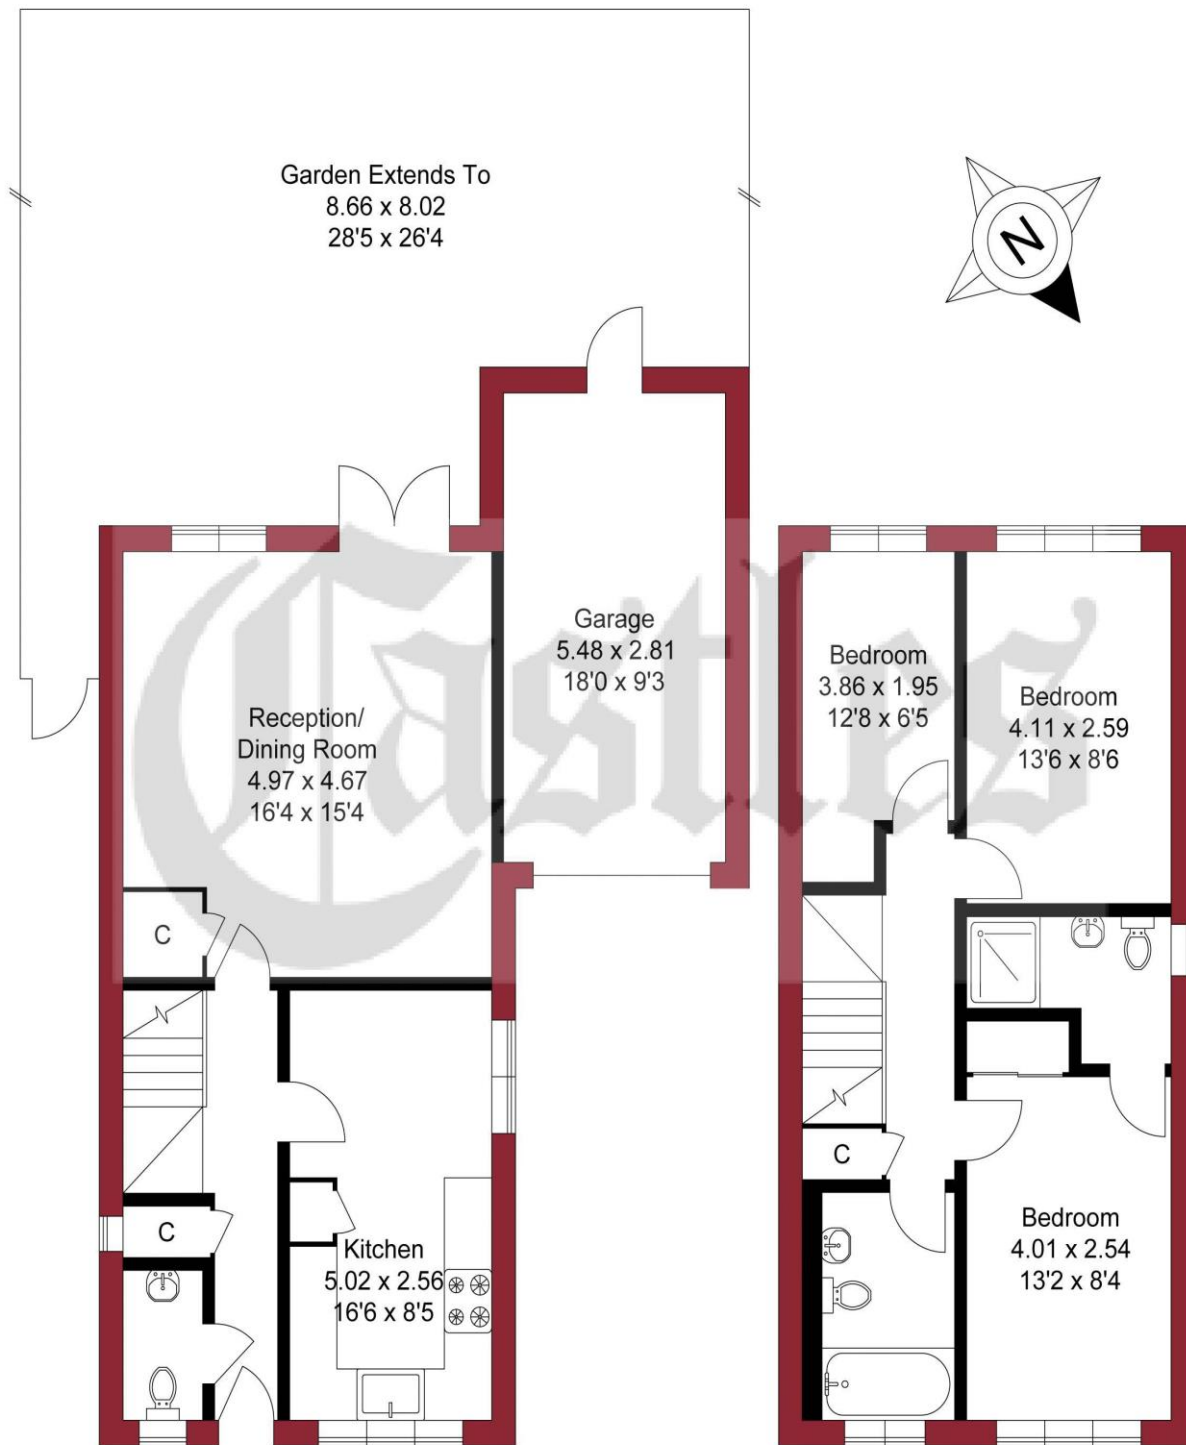 Garden Extends To
8.66 x 8.02
28'5 x 26'4
N
Garage
5.48 x 2.81
18'0 x 9'3
Bedroom
3.86 x 1.95
12'8 x 6'5
Bedroom
4.11 x 2.59
13'6 x 8'6
Reception/
Dining Room
4.97 x 4.67
16'4 x 15'4
Castles
C
C
C
Kitchen
5.02 x 2.56
16'6 x 8'5
Bedroom
4.01 x 2.54
13'2 x 8'4